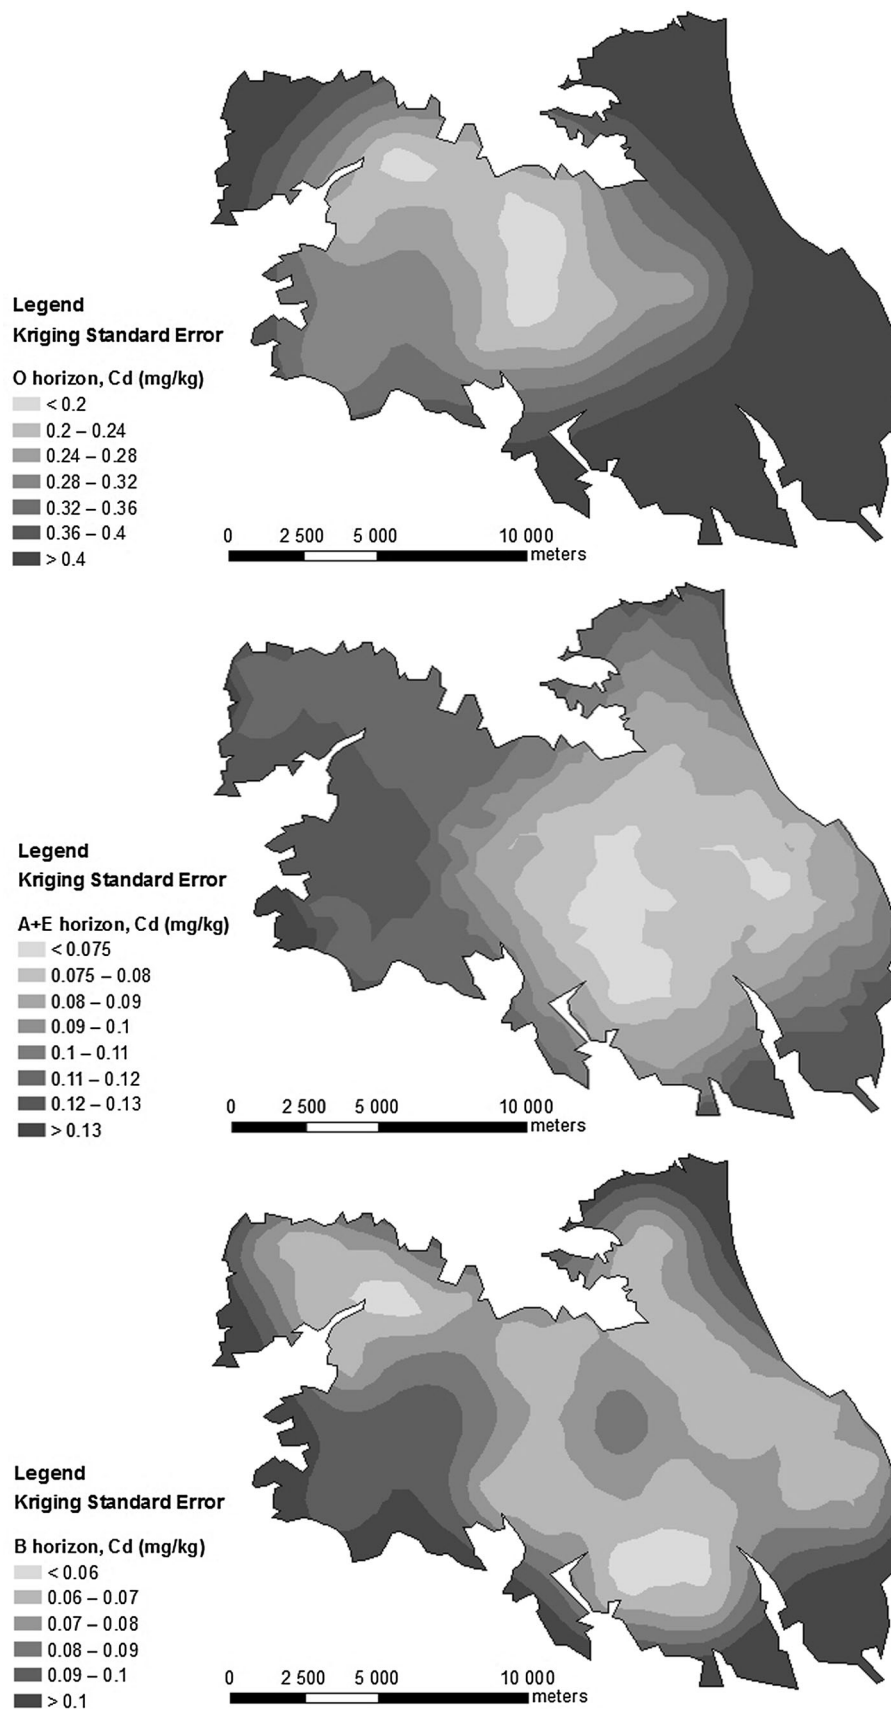 Legend
Kriging Standard Error
O horizon, Cd (mg/kg)
< 0.2
0.2 – 0.24
0.24 – 0.28
0.28 – 0.32
0.32 – 0.36
0.36 – 0.4
> 0.4
0 2 500 5 000 10 000
meters
Legend
Kriging Standard Error
A+E horizon, Cd (mg/kg)
< 0.075
0.075 – 0.08
0.08 – 0.09
0.09 – 0.1
0.1 – 0.11
0.11 – 0.12
0.12 – 0.13
> 0.13
0 2 500 5 000 10 000
meters
Legend
Kriging Standard Error
B horizon, Cd (mg/kg)
< 0.06
0.06 – 0.07
0.07 – 0.08
0.08 – 0.09
0.09 – 0.1
> 0.1
0 2 500 5 000 10 000
meters